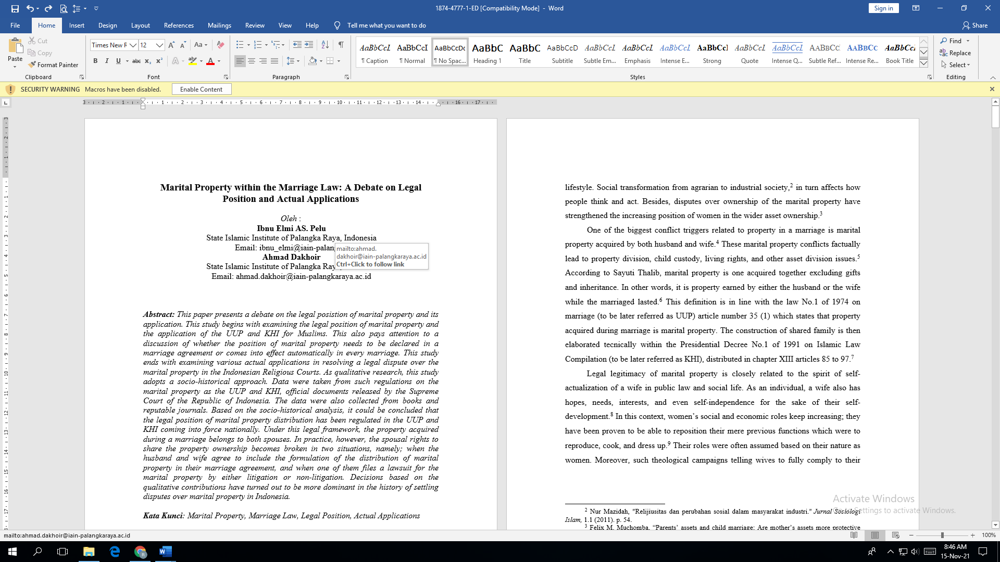 1874-4777-1-ED [Compatibility Mode] - Word
Sign in
File Home Insert Design Layout References Mailings Review View Help Tell me what you want to do Share
Paste
Cut
Copy
Format Painter
Clipboard
Times New R 12
Font
Paragraph
AaBbCcL AaBbCcI AaBbCcDc AaBbC AaBbC AaBbCcD AaBbCcL AaBbCcL AaBbCcL AaBbCcI AaBbCcL AaBbCcL AaBbCc AaBbCc AaBbCcL
¶ Caption ¶ Normal ¶ No Spac... Heading 1 Title Subtitle Subtle Em... Emphasis Intense E... Strong Quote Intense Q... Subtle Ref... Intense Re... Book Title
Styles
Find
Replace
Select
Editing
SECURITY WARNING Macros have been disabled. Enable Content
Marital Property within the Marriage Law: A Debate on Legal
Position and Actual Applications
Oleh :
Ibnu Elmi AS. Pelu
State Islamic Institute of Palangka Raya, Indonesia
Email: ibnu_elmi@iain-palang
Ahmad Dakhoir
State Islamic Institute of Palangka Ray
Email: ahmad.dakhoir@iain-palangkaraya.ac.id
mailto:ahmad.
dakhoir@iain-palangkaraya.ac.id
Ctrl+Click to follow link
Abstract: This paper presents a debate on the legal posistion of marital property and its
application. This study begins with examining the legal position of marital property and
the application of the UUP and KHI for Muslims. This also pays attention to a
discussion of whether the position of marital property needs to be declared in a
marriage agreement or comes into effect automatically in every marriage. This study
ends with examining various actual applications in resolving a legal dispute over the
marital property in the Indonesian Religious Courts. As qualitative research, this study
adopts a socio-historical approach. Data were taken from such regulations on the
marital property as the UUP and KHI, official documents released by the Supreme
Court of the Republic of Indonesia. The data were also collected from books and
reputable journals. Based on the socio-historical analysis, it could be concluded that
the legal position of marital property distribution has been regulated in the UUP and
KHI coming into force nationally. Under this legal framework, the property acquired
during a marriage belongs to both spouses. In practice, however, the spousal rights to
share the property ownership becomes broken in two situations, namely; when the
husband and wife agree to include the formulation of the distribution of marital
property in their marriage agreement, and when one of them files a lawsuit for the
marital property by either litigation or non-litigation. Decisions based on the
qualitative contributions have turned out to be more dominant in the history of settling
disputes over marital property in Indonesia.
Kata Kunci: Marital Property, Marriage Law, Legal Position, Actual Applications
lifestyle. Social transformation from agrarian to industrial society,2 in turn affects how
people think and act. Besides, disputes over ownership of the marital property have
strengthened the increasing position of women in the wider asset ownership.3
One of the biggest conflict triggers related to property in a marriage is marital
property acquired by both husband and wife.4 These marital property conflicts factually
lead to property division, child custody, living rights, and other asset division issues.5
According to Sayuti Thalib, marital property is one acquired together excluding gifts
and inheritance. In other words, it is property earned by either the husband or the wife
while the marriaged lasted.6 This definition is in line with the law No.1 of 1974 on
marriage (to be later referred as UUP) article number 35 (1) which states that property
acquired during marriage is marital property. The construction of shared family is then
elaborated tecnically within the Presidential Decree No.1 of 1991 on Islamic Law
Compilation (to be later referred as KHI), distributed in chapter XIII articles 85 to 97.7
Legal legitimacy of marital property is closely related to the spirit of self-
actualization of a wife in public law and social life. As an individual, a wife also has
hopes, needs, interests, and even self-independence for the sake of their self-
development.8 In this context, women's social and economic roles keep increasing; they
have been proven to be able to reposition their mere previous functions which were to
reproduce, cook, and dress up.9 Their roles were often assumed based on their nature as
women. Moreover, such theological campaigns telling wives to fully comply to their
2 Nur Mazidah, "Relijiusitas dan perubahan sosial dalam masyarakat industri." Jurnal Sosiologi
Islam, 1.1 (2011). p. 54.
3 Felix M. Muchomba. "Parents' assets and child marriage: Are mother's assets more protective
Activate Windows
Go to Settings to activate Windows.
mailto:ahmad.dakhoir@iain-palangkaraya.ac.id
100%
8:46 AM
15-Nov-21